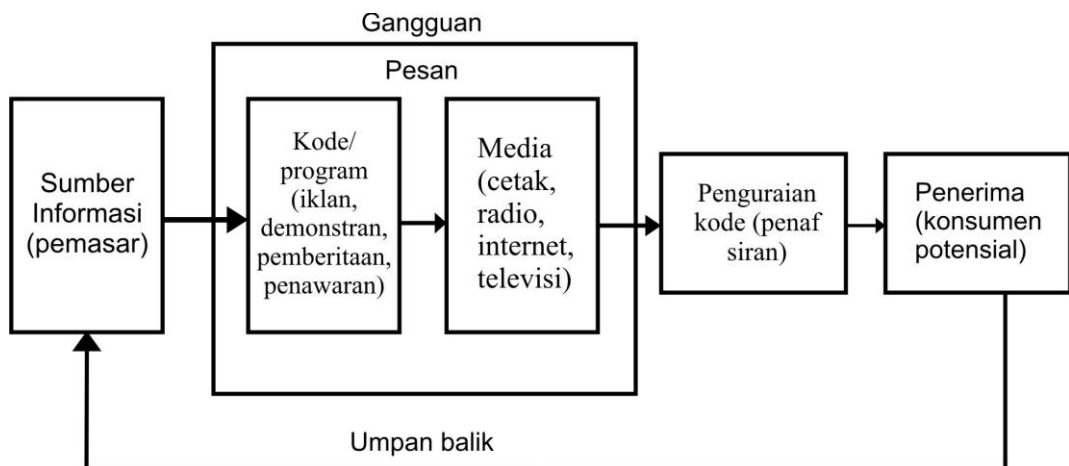 Gangguan
Pesan
Sumber
Informasi
(pemasar)
Kode/
program
(iklan,
demonstran,
pemberitaan,
penawaran)
Media
(cetak,
radio,
internet,
televisi)
Penguraian
kode (penaf
siran)
Penerima
(konsumen
potensial)
Umpan balik